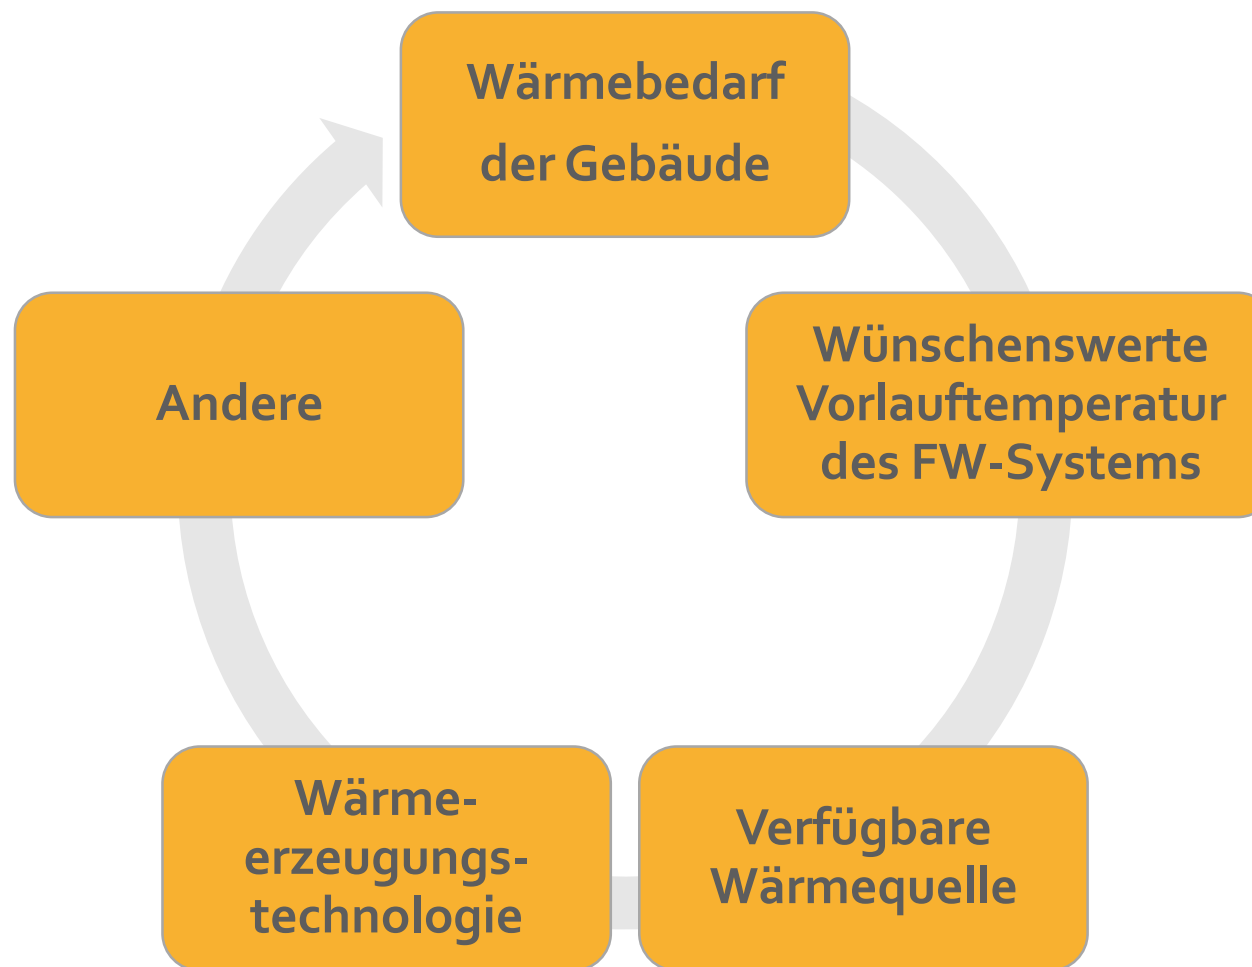 Wärmebedarf
der Gebäude
Wünschenswerte
Vorlauftemperatur
des FW-Systems
Andere
Wärme-
erzeugungs-
technologie
Verfügbare
Wärmequelle